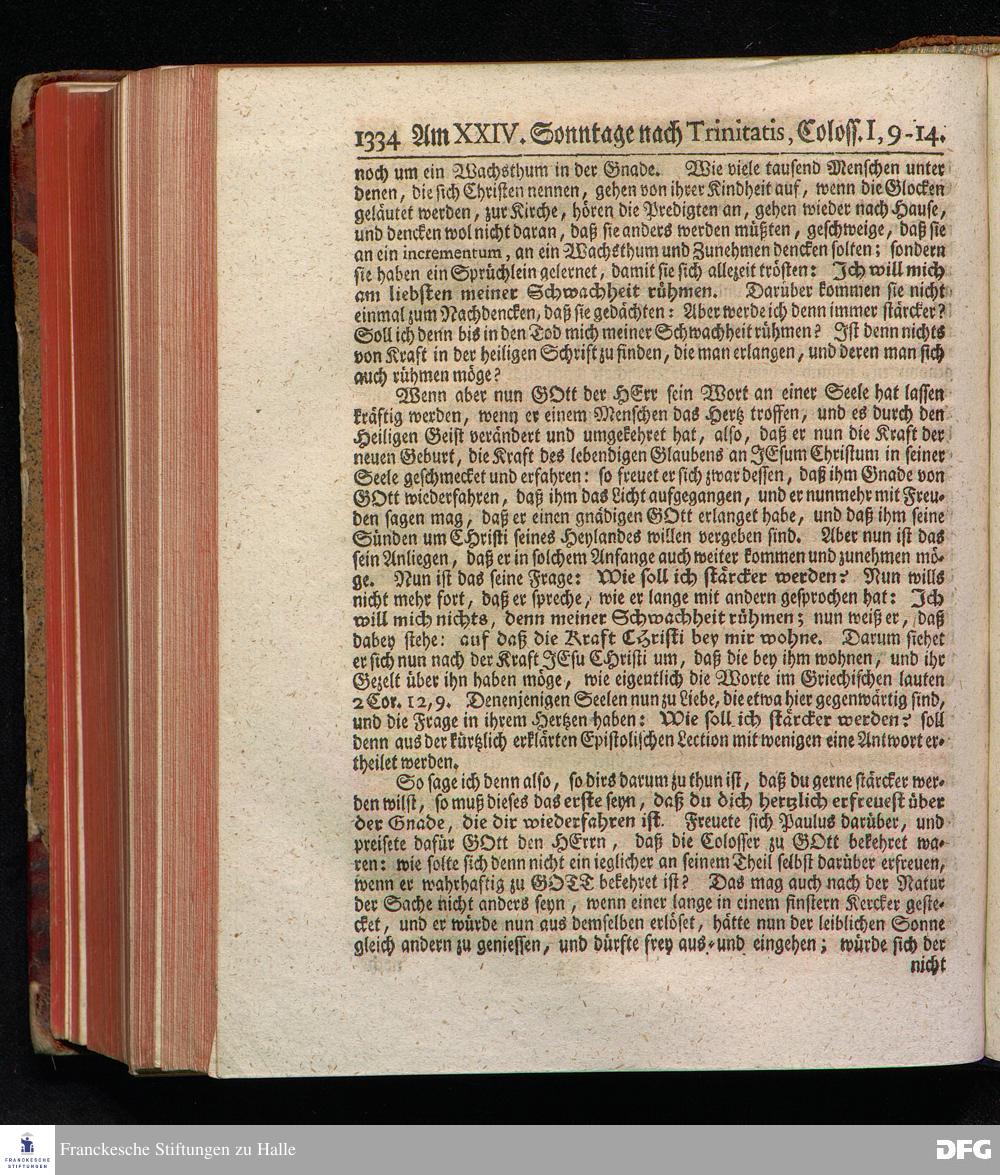 1334 Am XXIV. Sonntage nach Trinitatis, Coloss. I, 9-14.
noch um ein Wachsthum in der Gnade. Wie viele tausend Menschen unter
denen, die sich Christen nennen, gehen von ihrer Kindheit auf, wenn die Glocken
geläutet werden, zur Kirche, hören die Predigten an, gehen wieder nach Hause,
und dencken wol nicht daran, daß sie anders werden müßten, geschweige, daß sie
an ein incrementum, an ein Wachsthum und Zunehmen dencken solten; sondern
sie haben ein Sprüchlein gelernet, damit sie sich allezeit trösten: Ich will mich
am liebsten meiner Schwachheit rühmen. Darüber kommen sie nicht
einmal zum Nachdencken, daß sie gedächten: Aber werde ich denn immer stärcker?
Soll ich denn bis in den Tod mich meiner Schwachheit rühmen? Ist denn nichts
von Kraft in der heiligen Schrift zu finden, die man erlangen, und deren man sich
auch rühmen möge?
Wenn aber nun GOtt der HErr sein Wort an einer Seele hat lassen
kräftig werden, wenn er einem Menschen das Hertz troffen, und es durch den
Heiligen Geist verändert und umgekehret hat, also, daß er nun die Kraft der
neuen Geburt, die Kraft des lebendigen Glaubens an JEsum Christum in seiner
Seele geschmecket und erfahren: so freuet er sich zwar dessen, daß ihm Gnade von
GOtt wiederfahren, daß ihm das Licht aufgegangen, und er nunmehr mit Freu-
den sagen mag, daß er einen gnädigen GOtt erlanget habe, und daß ihm seine
Sünden um CHristi seines Heylandes willen vergeben sind. Aber nun ist das
sein Anliegen, daß er in solchem Anfange auch weiter kommen und zunehmen mö-
ge. Nun ist das seine Frage: Wie soll ich stärcker werden? Nun wills
nicht mehr fort, daß er spreche, wie er lange mit andern gesprochen hat: Ich
will mich nichts, denn meiner Schwachheit rühmen; nun weiß er, daß
dabey stehe: auf daß die Kraft CHristi bey mir wohne. Darum siehet
er sich nun nach der Kraft JEsu CHristi um, daß die bey ihm wohnen, und ihr
Gezelt über ihn haben möge, wie eigentlich die Worte im Griechischen lauten
2 Cor. 12, 9. Denenjenigen Seelen nun zu Liebe, die etwa hier gegenwärtig sind,
und die Frage in ihrem Hertzen haben: Wie soll ich stärcker werden? soll
denn aus der kürtzlich erklärten Epistolischen Lection mit wenigen eine Antwort er-
theilet werden.
So sage ich denn also, so dirs darum zu thun ist, daß du gerne stärcker wer-
den wilst, so muß dieses das erste seyn, daß du dich hertzlich erfreuest über
der Gnade, die dir wiederfahren ist. Freuete sich Paulus darüber, und
preisete dafür GOtt den HErrn, daß die Colosser zu GOtt bekehret wa-
ren: wie solte sich denn nicht ein ieglicher an seinem Theil selbst darüber erfreuen,
wenn er wahrhaftig zu GOTT bekehret ist? Das mag auch nach der Natur
der Sache nicht anders seyn, wenn einer lange in einem finstern Kercker geste-
cket, und er würde nun aus demselben erlöset, hätte nun der leiblichen Sonne
gleich andern zu geniessen, und dürfte frey aus- und eingehen; würde sich der
nicht
FRANCKESCHE
STIFTUNGEN
Franckesche Stiftungen zu Halle
DFG